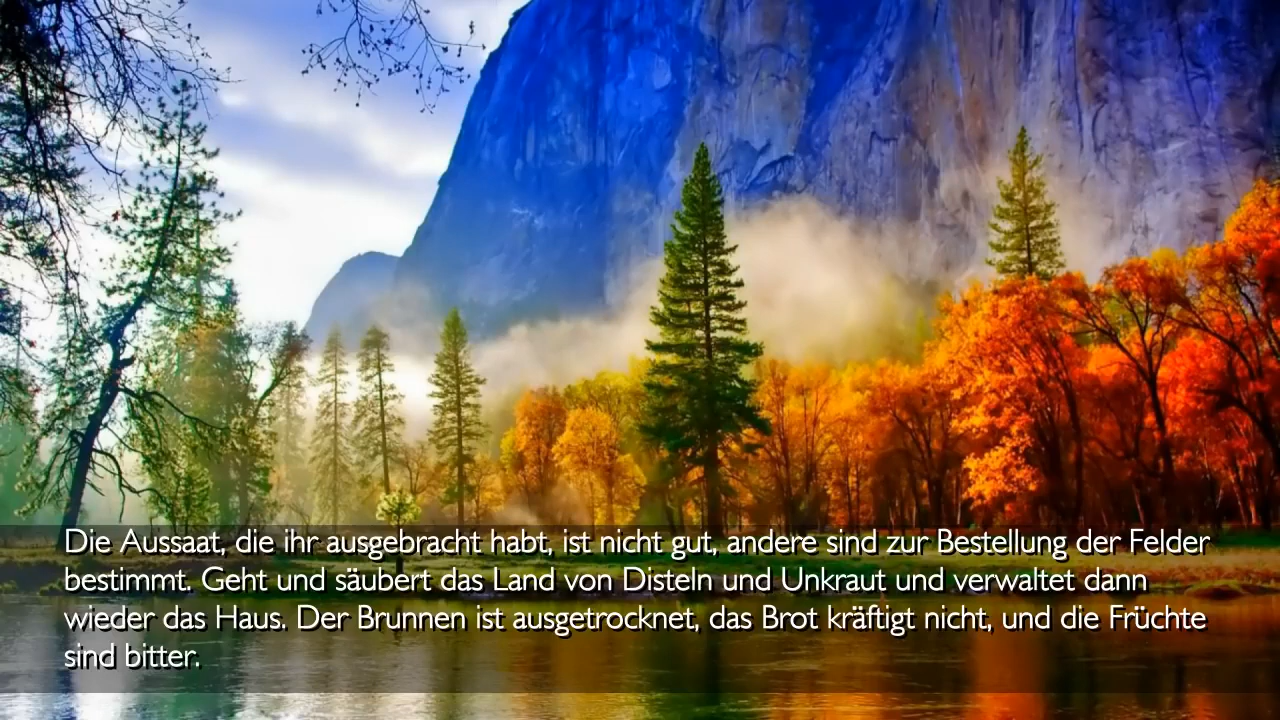 Die Aussaat, die ihr ausgebracht habt, ist nicht gut, andere sind zur Bestellung der Felder
bestimmt. Geht und säubert das Land von Disteln und Unkraut und verwaltet dann
wieder das Haus. Der Brunnen ist ausgetrocknet, das Brot kräftigt nicht, und die Früchte
sind bitter.